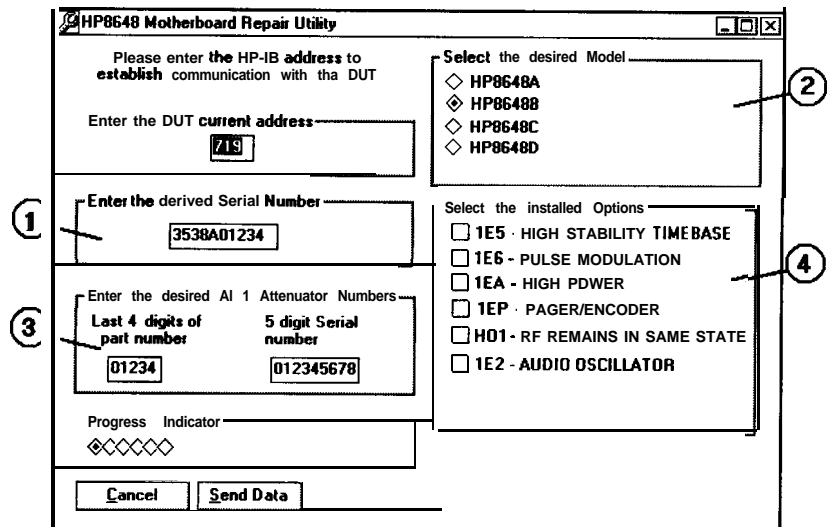 HP8648 Motherboard Repair Utility
Please enter the HP-IB address to
establish communication with tha DUT
Enter the DUT current address
719
Enter the derived Serial Number
3538A01234
Enter the desired Al 1 Attenuator Numbers
Last 4 digits of
part number
5 digit Serial
number
01234
012345678
Progress Indicator
Cancel
Send Data
Select the desired Model
HP8648A
HP8648B
HP8648C
HP8648D
Select the installed Options
1E5 · HIGH STABILITY TIMEBASE
1E6 - PULSE MODULATION
1EA - HIGH PDWER
1EP · PAGER/ENCODER
H01 - RF REMAINS IN SAME STATE
1E2 - AUDIO OSCILLATOR
1
2
3
4